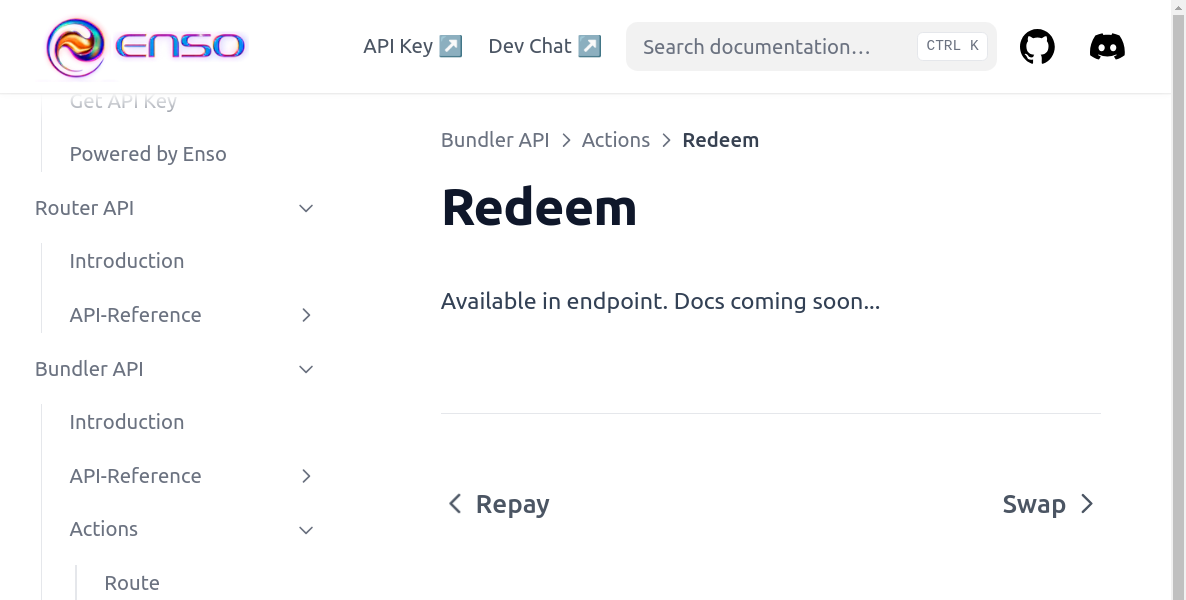 ENSO
API Key ↗
Dev Chat ↗
Search documentation…
CTRL K
Get API Key
Powered by Enso
Router API
Introduction
API-Reference
Bundler API
Introduction
API-Reference
Actions
Route
Bundler API > Actions > Redeem
Redeem
Available in endpoint. Docs coming soon...
Repay
Swap